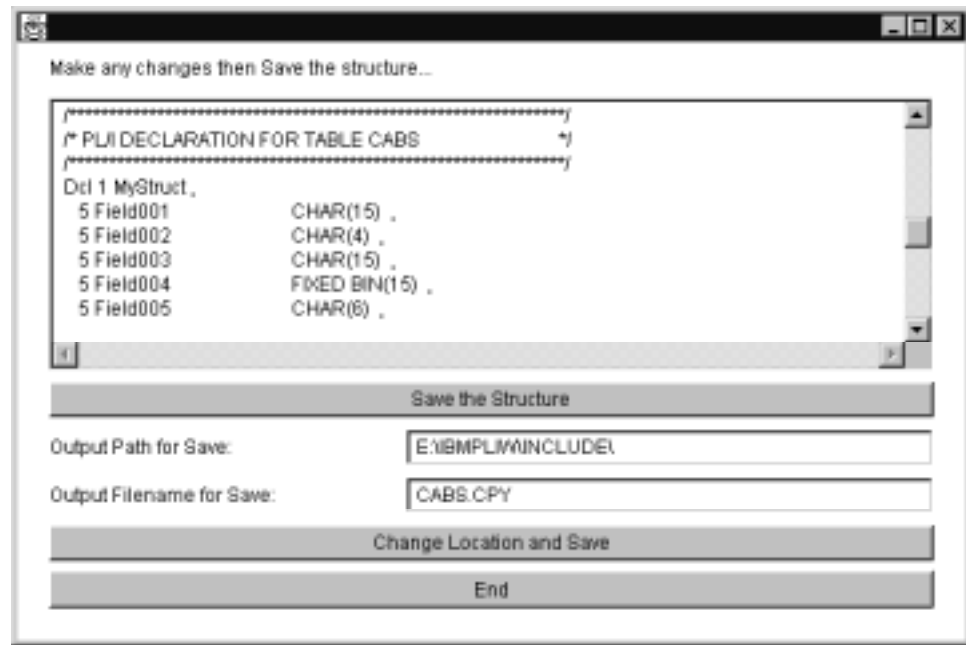 Make any changes then Save the structure...
/**************************************************************/
/* PL/I DECLARATION FOR TABLE CABS */
/**************************************************************/
Dcl 1 MyStruct ,
5 Field001 CHAR(15) ,
5 Field002 CHAR(4) ,
5 Field003 CHAR(15) ,
5 Field004 FIXED BIN(15) ,
5 Field005 CHAR(6) ,
Save the Structure
Output Path for Save: E:\IBMPLIW\INCLUDE\
Output Filename for Save: CABS.CPY
Change Location and Save
End